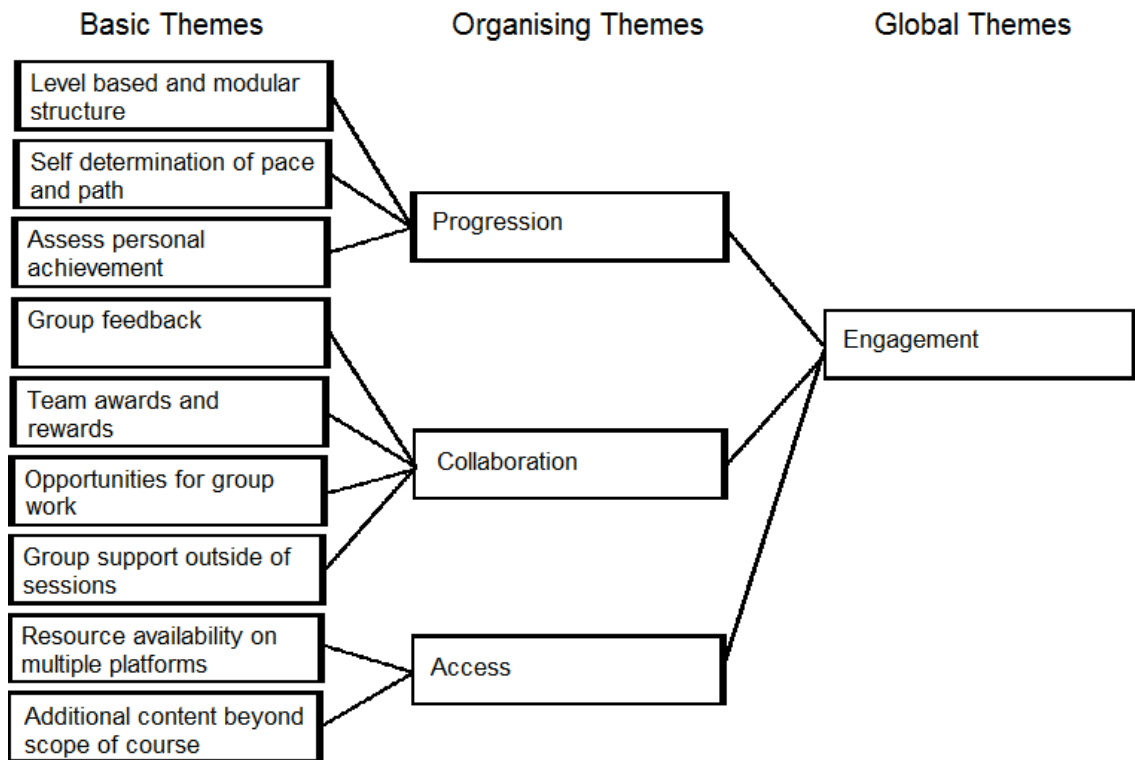 Basic Themes
Organising Themes
Global Themes
Level based and modular
structure
Self determination of pace
and path
Assess personal
achievement
Group feedback
Team awards and
rewards
Opportunities for group
work
Group support outside of
sessions
Resource availability on
multiple platforms
Additional content beyond
scope of course
Progression
Collaboration
Access
Engagement